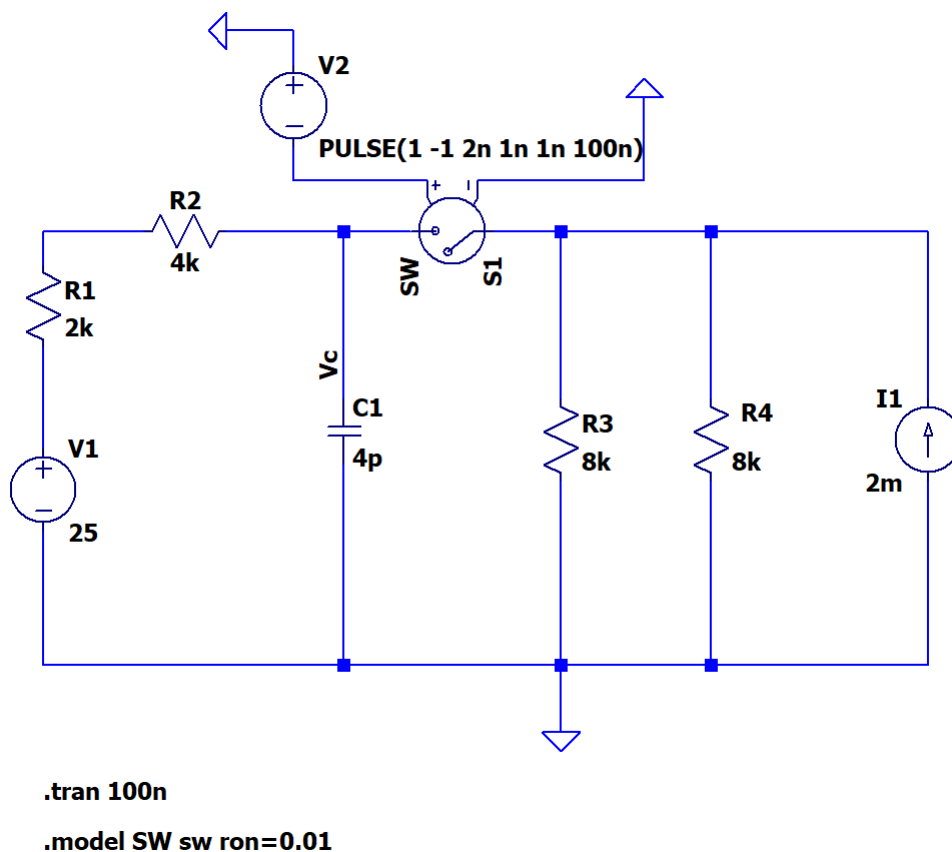 V2
PULSE(1 -1 2n 1n 1n 100n)
R2
4k
SW
S1
R1
2k
Vc
C1
4p
R3
8k
R4
8k
I1
2m
V1
25
.tran 100n
.model SW sw ron=0.01